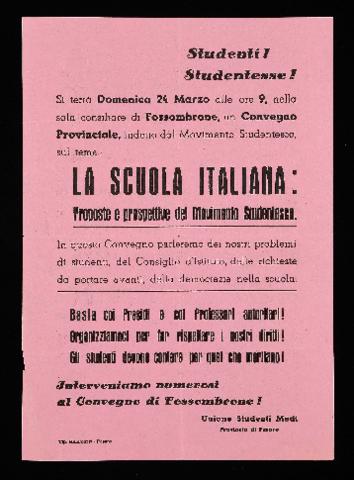 Studenti!
Studentesse!
Si terrà Domenica 24 Marzo alle ore 9, nella
sala consiliare di Fossombrone, un Convegno
Provinciale, indetto dal Movimento Studentesco,
sul tema:
LA SCUOLA ITALIANA:
Proposte e prospettive del Movimento Studentesco.
In questo Convegno parleremo dei nostri problemi
di studenti, del Consiglio d'Istituto, delle richieste
da portare avanti, della democrazia nella scuola.
Basta coi Presidi e coi Professori autoritari!
Organizziamoci per far rispettare i nostri diritti!
Gli studenti devono contare per quel che meritano!
Interveniamo numerosi
al Convegno di Fossombrone!
Unione Studenti Medi
Provincia di Pesaro